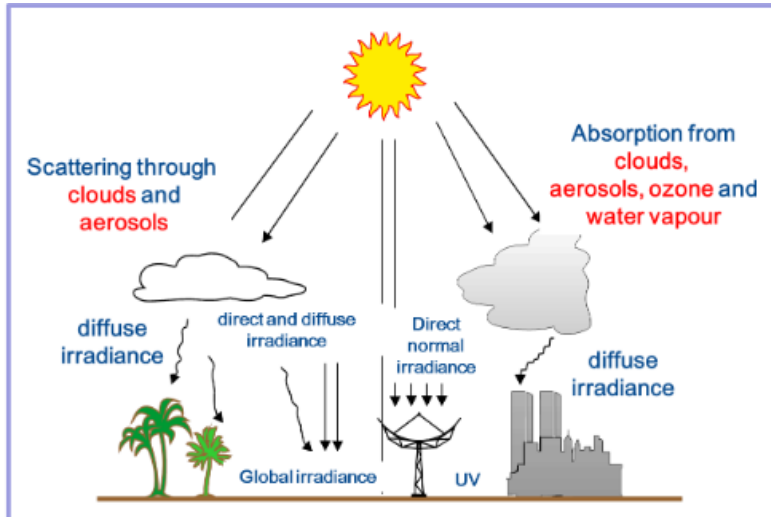 Scattering through
clouds and
aerosols
Absorption from
clouds,
aerosols, ozone and
water vapour
diffuse
irradiance
direct and diffuse
irradiance
Direct
normal
irradiance
diffuse
irradiance
Global irradiance
UV